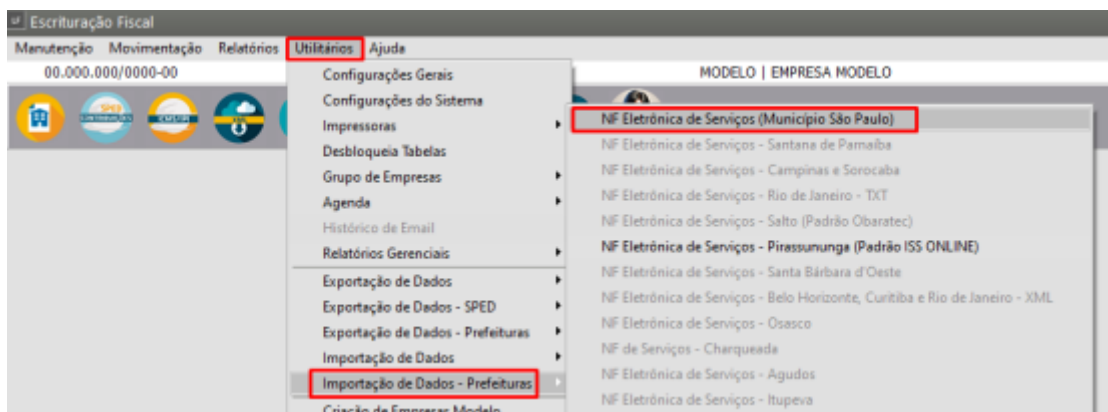 Escrituração Fiscal
Manutenção Movimentação Relatórios Utilitários Ajuda
00.000.000/0000-00 MODELO | EMPRESA MODELO
Configurações Gerais
Configurações do Sistema
Impressoras
Desbloqueia Tabelas
Grupo de Empresas
Agenda
Histórico de Email
Relatórios Gerenciais
Exportação de Dados
Exportação de Dados - SPED
Exportação de Dados - Prefeituras
Importação de Dados
Importação de Dados - Prefeituras
Criação de Empresas Modelo
NF Eletrônica de Serviços (Município São Paulo)
NF Eletrônica de Serviços - Santana de Parnaíba
NF Eletrônica de Serviços - Campinas e Sorocaba
NF Eletrônica de Serviços - Rio de Janeiro - TXT
NF Eletrônica de Serviços - Salto (Padrão Obaratec)
NF Eletrônica de Serviços - Pirassununga (Padrão ISS ONLINE)
NF Eletrônica de Serviços - Santa Bárbara d'Oeste
NF Eletrônica de Serviços - Belo Horizonte, Curitiba e Rio de Janeiro - XML
NF Eletrônica de Serviços - Osasco
NF de Serviços - Charqueada
NF Eletrônica de Serviços - Agudos
NF Eletrônica de Serviços - Itupeva